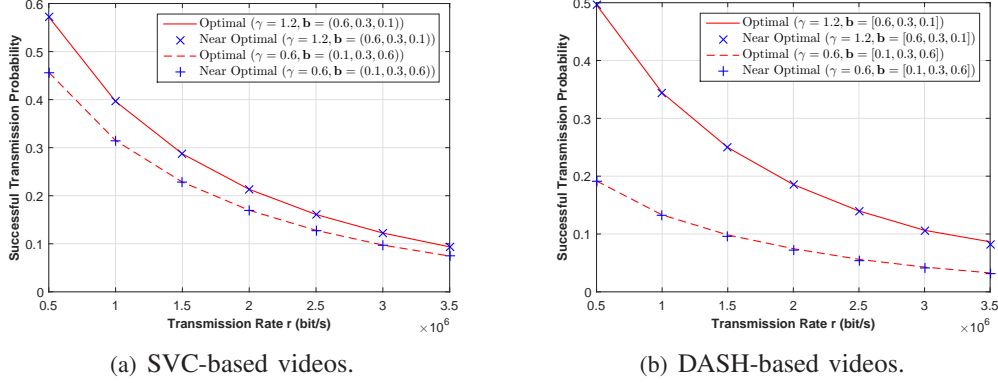 0.6
0.5
0.4
0.3
0.2
0.1
0
Successful Transmission Probability
Optimal (γ = 1.2, b = (0.6, 0.3, 0.1))
Near Optimal (γ = 1.2, b = (0.6, 0.3, 0.1))
Optimal (γ = 0.6, b = (0.1, 0.3, 0.6))
Near Optimal (γ = 0.6, b = (0.1, 0.3, 0.6))
0.5 1 1.5 2 2.5 3 3.5
Transmission Rate r (bit/s) ×10^6
(a) SVC-based videos.
0.5
0.4
0.3
0.2
0.1
0
Successful Transmission Probability
Optimal (γ = 1.2, b = [0.6, 0.3, 0.1])
Near Optimal (γ = 1.2, b = [0.6, 0.3, 0.1])
Optimal (γ = 0.6, b = [0.1, 0.3, 0.6])
Near Optimal (γ = 0.6, b = [0.1, 0.3, 0.6])
0.5 1 1.5 2 2.5 3 3.5
Transmission Rate r (bit/s) ×10^6
(b) DASH-based videos.